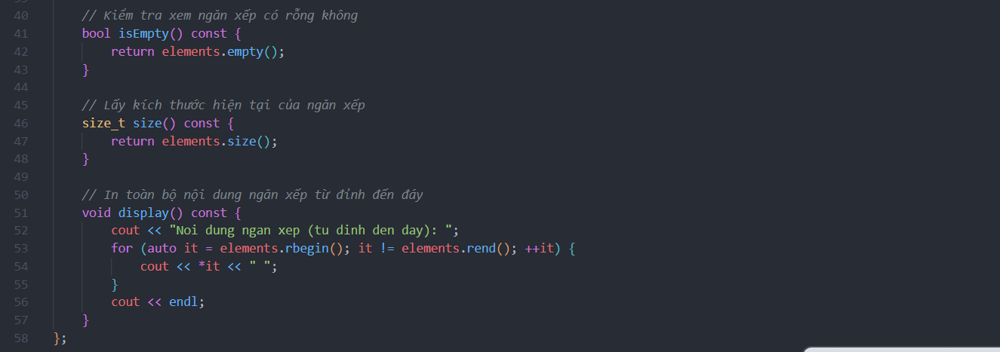 40 // Kiểm tra xem ngăn xếp có rỗng không
41 bool isEmpty() const {
42 return elements.empty();
43 }
44
45 // Lấy kích thước hiện tại của ngăn xếp
46 size_t size() const {
47 return elements.size();
48 }
49
50 // In toàn bộ nội dung ngăn xếp từ đỉnh đến đáy
51 void display() const {
52 cout << "Noi dung ngan xep (tu dinh den day): ";
53 for (auto it = elements.rbegin(); it != elements.rend(); ++it) {
54 cout << *it << " ";
55 }
56 cout << endl;
57 }
58 };